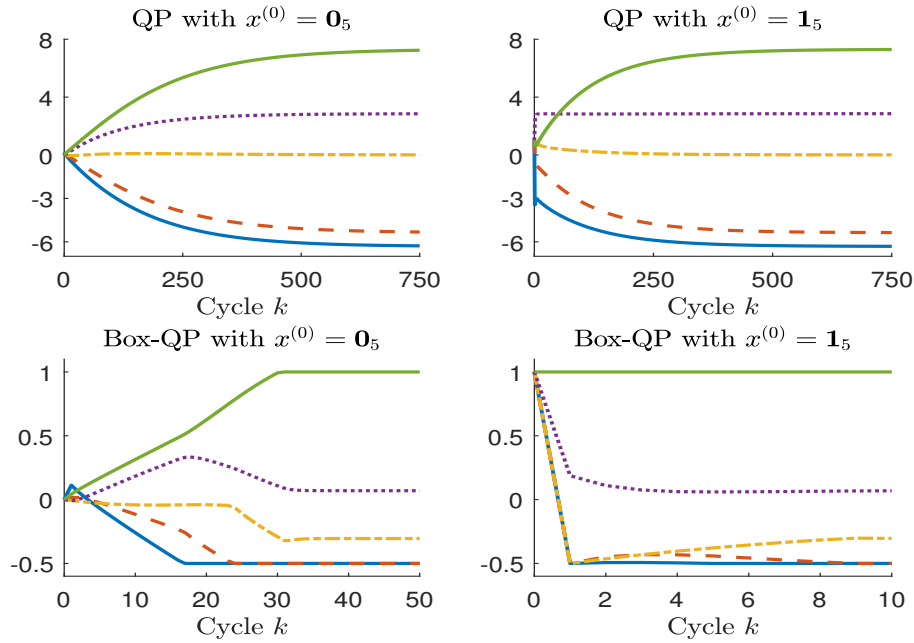 QP with x^{(0)} = 0_5
8
4
0
-3
-6
0 250 500 750
Cycle k
QP with x^{(0)} = 1_5
8
4
0
-3
-6
0 250 500 750
Cycle k
Box-QP with x^{(0)} = 0_5
1
0.5
0
-0.5
0 10 20 30 40 50
Cycle k
Box-QP with x^{(0)} = 1_5
1
0.5
0
-0.5
0 2 4 6 8 10
Cycle k